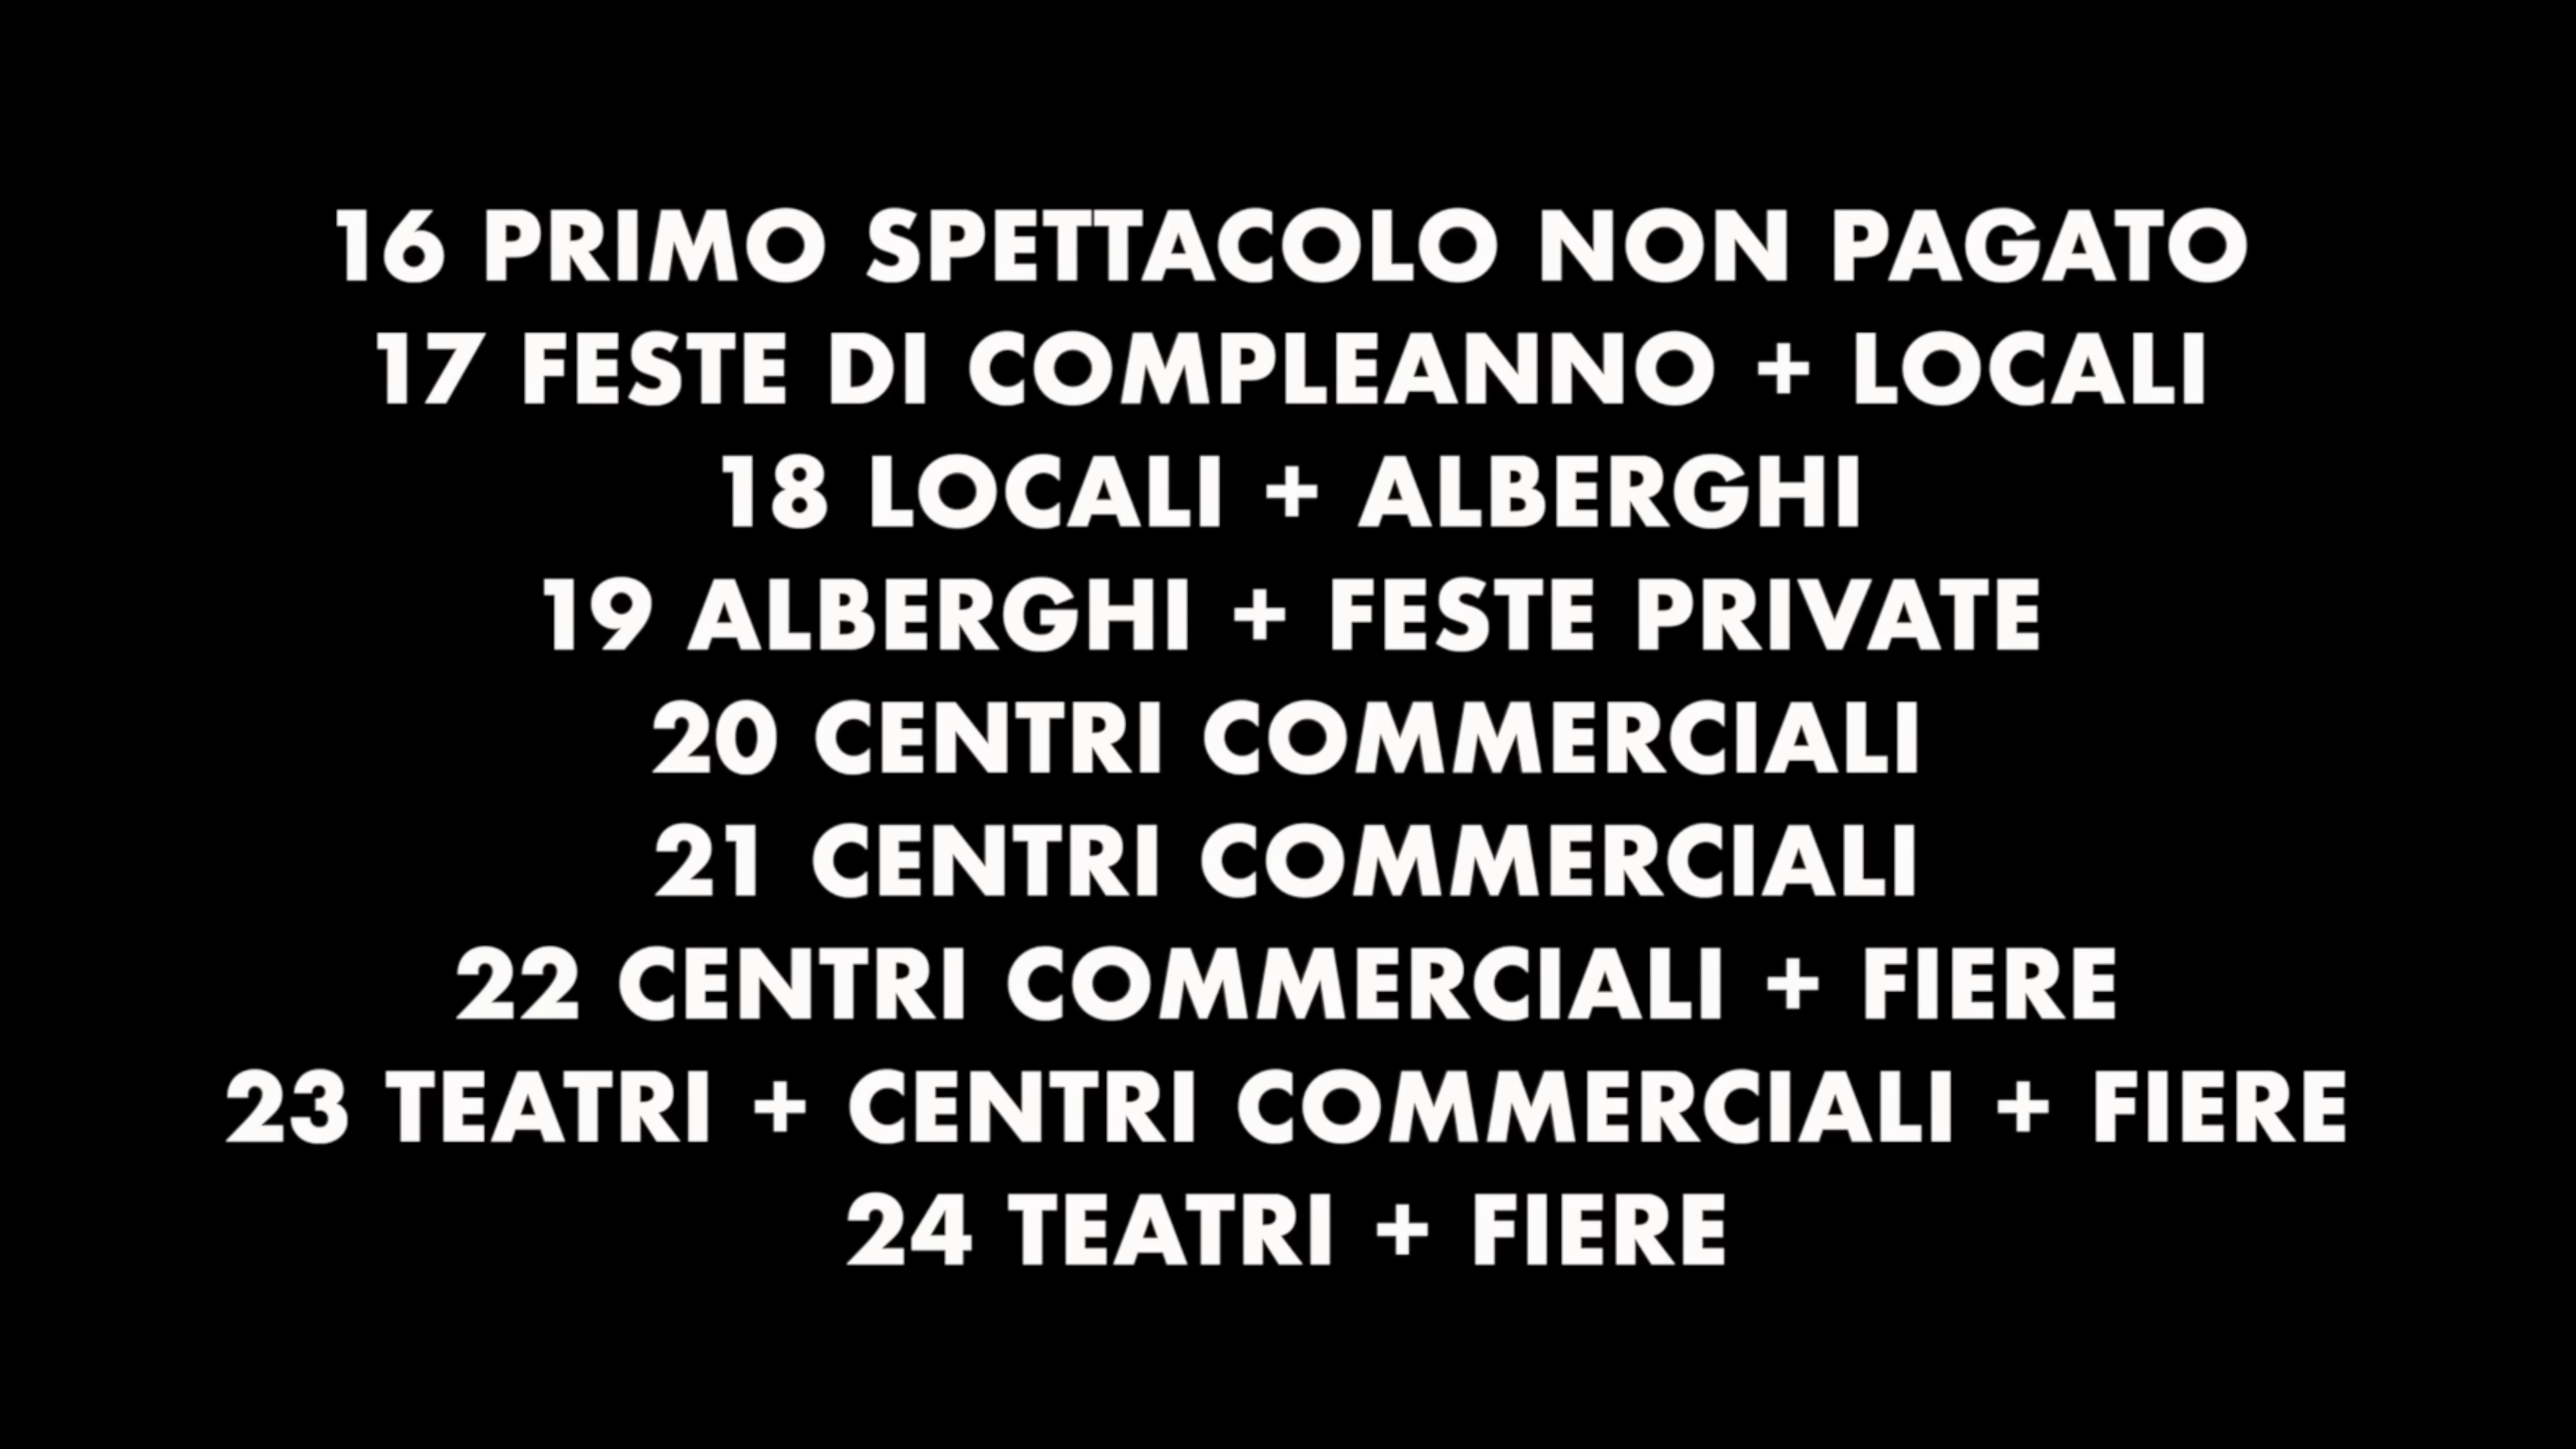 16 PRIMO SPETTACOLO NON PAGATO
17 FESTE DI COMPLEANNO + LOCALI
18 LOCALI + ALBERGHI
19 ALBERGHI + FESTE PRIVATE
20 CENTRI COMMERCIALI
21 CENTRI COMMERCIALI
22 CENTRI COMMERCIALI + FIERE
23 TEATRI + CENTRI COMMERCIALI + FIERE
24 TEATRI + FIERE